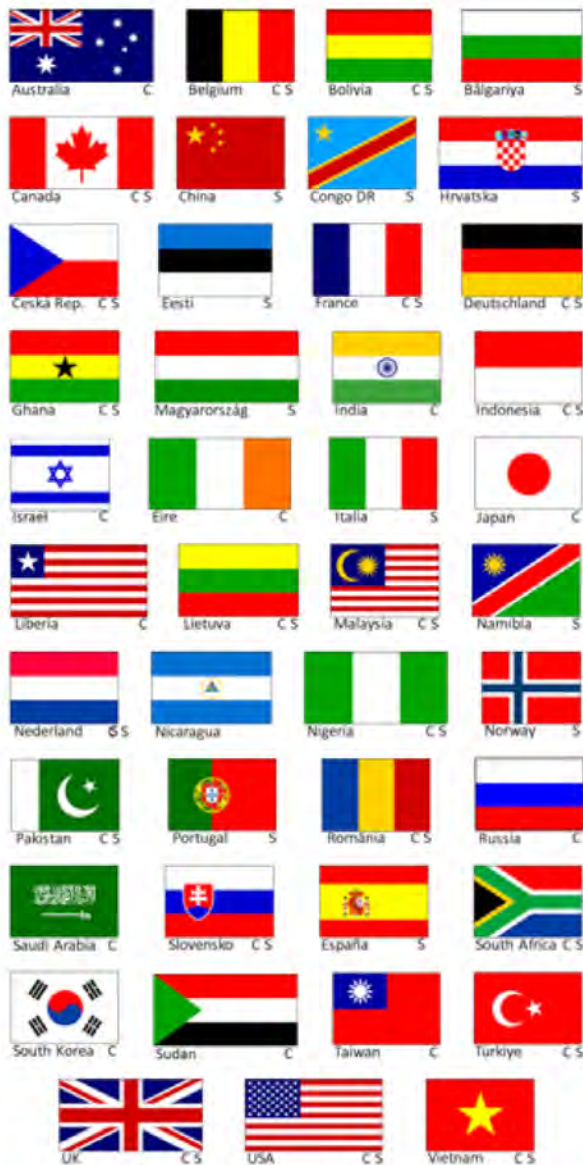 Australia C Belgium C S Bolivia C S Bălgariya S
Canada C S China S Congo DR S Hrvatska S
Česká Rep. C S Eesti S France C S Deutschland C S
Ghana C S Magyarország S India C Indonesia C S
Israel C Eire C Italia S Japan C
Liberia C Lietuva C S Malaysia C S Namibia S
Nederland S Nicaragua Nigeria C S Norway S
Pakistan C S Portugal S România C S Russia C
Saudi Arabia C Slovensko C S España S South Africa C S
South Korea C Sudan C Taiwan C Türkiye C S
UK C S USA C S Vietnam C S